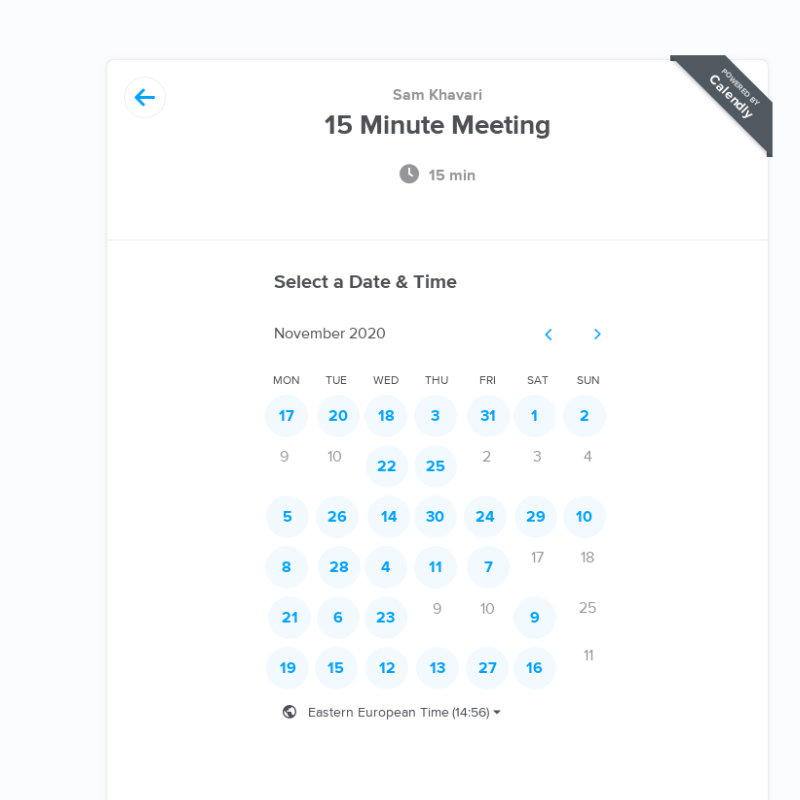 Sam Khavari
POWERED BY
Calendly
15 Minute Meeting
15 min
Select a Date & Time
November 2020
MON TUE WED THU FRI SAT SUN
17 20 18 3 31 1 2
9 10 22 25 2 3 4
5 26 14 30 24 29 10
8 28 4 11 7 17 18
21 6 23 9 10 9 25
19 15 12 13 27 16 11
Eastern European Time (14:56)